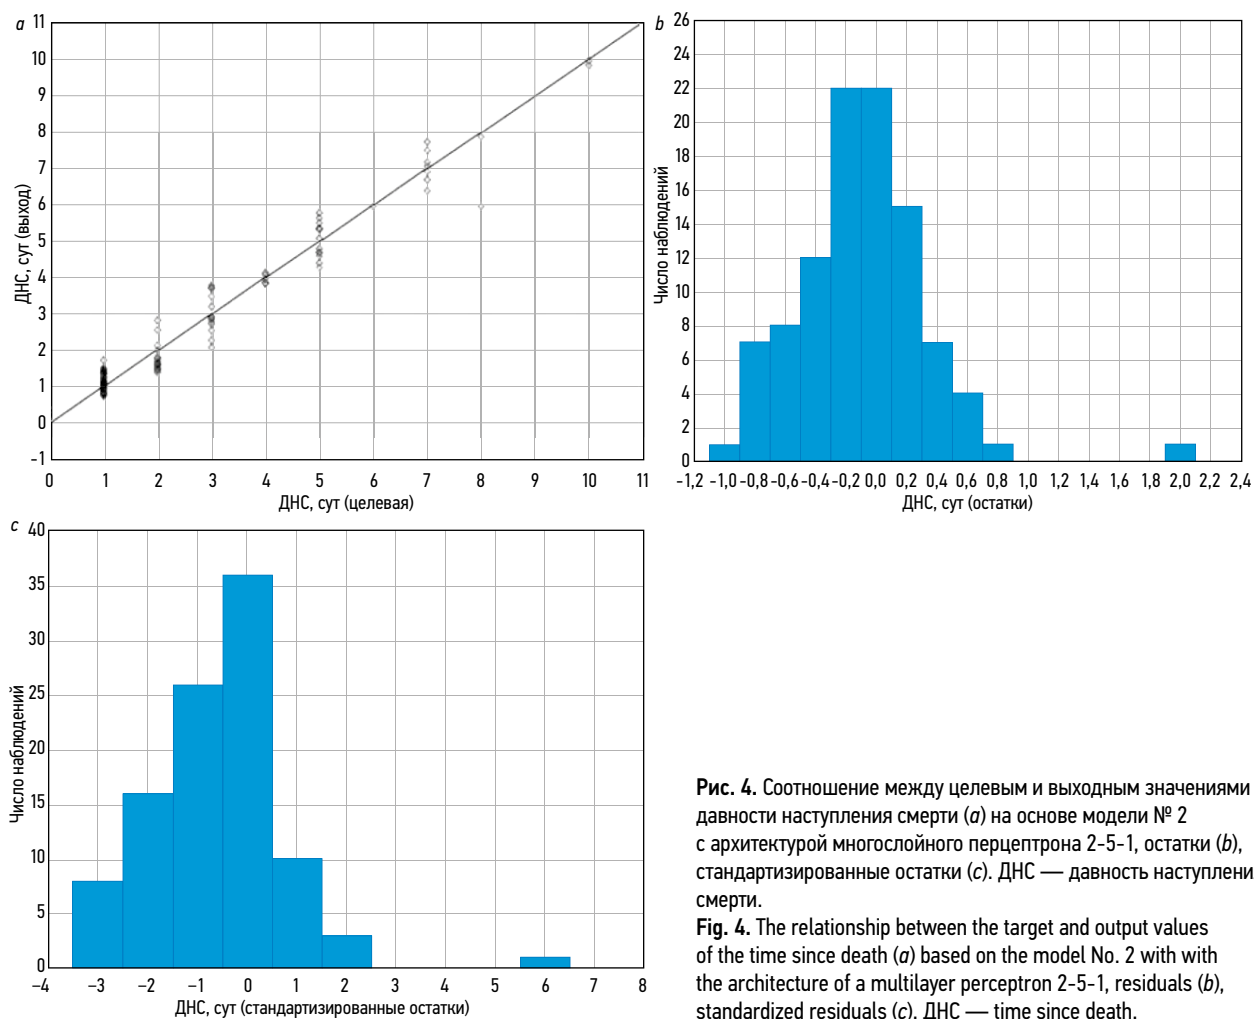 a
11
10
9
8
7
6
5
4
3
2
1
0
-1
ДНС, сут (выход)
0 1 2 3 4 5 6 7 8 9 10 11
ДНС, сут (целевая)
b
26
24
22
20
18
16
14
12
10
8
6
4
2
0
Число наблюдений
-1,2 -1,0 -0,8 -0,6 -0,4 -0,2 0,0 0,2 0,4 0,6 0,8 1,0 1,2 1,4 1,6 1,8 2,0 2,2 2,4
ДНС, сут (остатки)
c
40
35
30
25
20
15
10
5
0
Число наблюдений
–4 –3 –2 –1 0 1 2 3 4 5 6 7 8
ДНС, сут (стандартизированные остатки)
Рис. 4. Соотношение между целевым и выходным значениями
давности наступления смерти (a) на основе модели № 2
с архитектурой многослойного перцептрона 2-5-1, остатки (b),
стандартизированные остатки (c). ДНС — давность наступлени
смерти.
Fig. 4. The relationship between the target and output values
of the time since death (a) based on the model No. 2 with with
the architecture of a multilayer perceptron 2-5-1, residuals (b),
standardized residuals (c). ДНС — time since death.